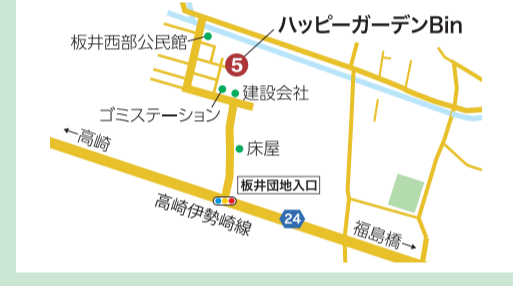 ハッピーガーデンBin
板井西部公民館
5
建設会社
ゴミステーション
←高崎
床屋
板井団地入口
高崎伊勢崎線
24
福島橋→